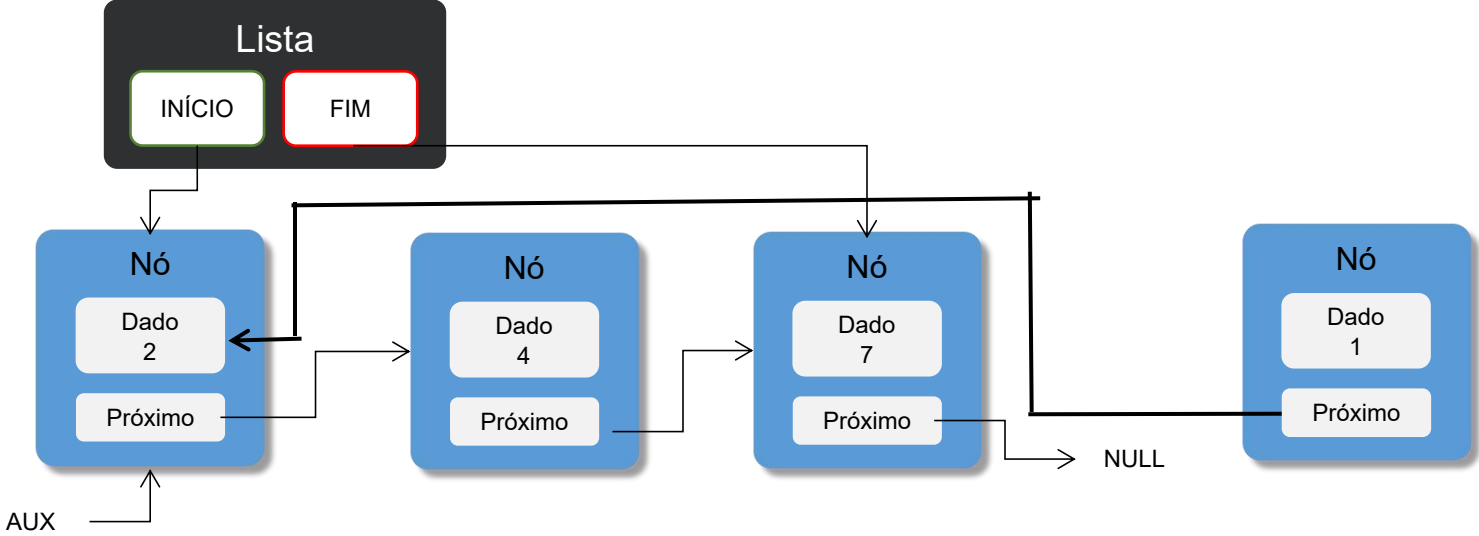 Lista
INÍCIO
FIM
Nó
Dado
2
Próximo
Nó
Dado
4
Próximo
Nó
Dado
7
Próximo
Nó
Dado
1
Próximo
NULL
AUX